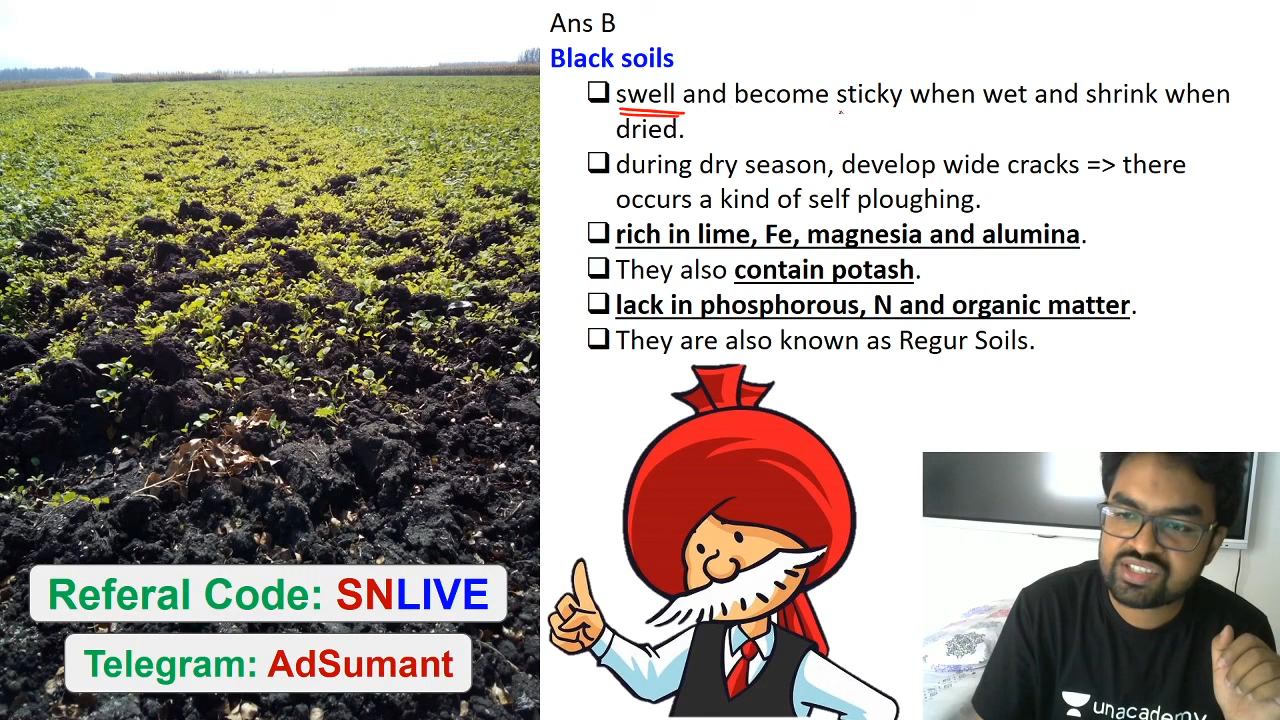 Ans B
Black soils
❑ swell and become sticky when wet and shrink when
dried.
❑ during dry season, develop wide cracks => there
occurs a kind of self ploughing.
❑ rich in lime, Fe, magnesia and alumina.
❑ They also contain potash.
❑ lack in phosphorous, N and organic matter.
❑ They are also known as Regur Soils.
Referal Code: SNLIVE
Telegram: AdSumant
unacademy